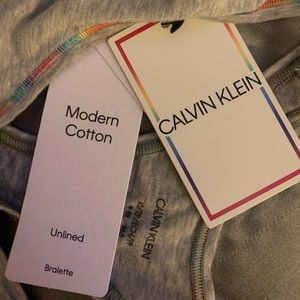 Modern
Cotton
Unlined
Bralette
CALVIN KLEIN
CALVIN KLEIN